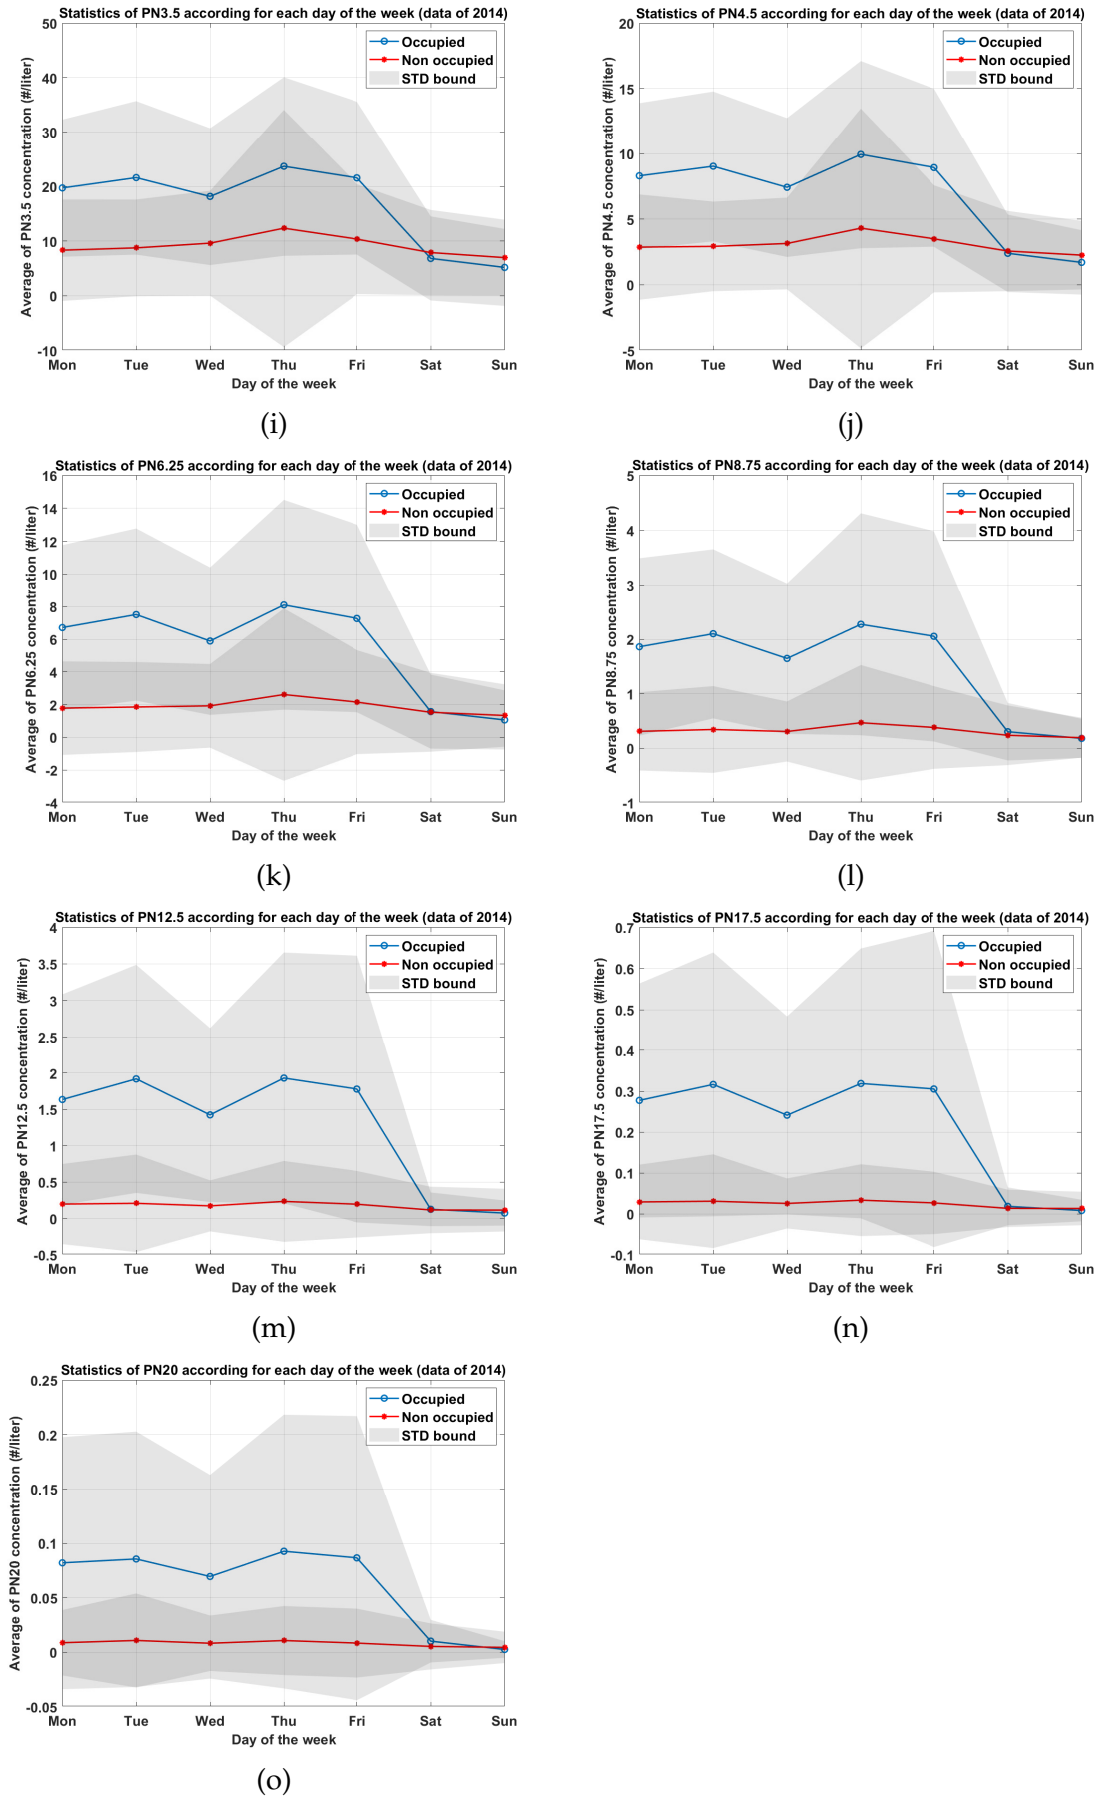 Statistics of PN3.5 according for each day of the week (data of 2014)
Average of PN3.5 concentration (#/liter)
50
40
30
20
10
0
-10
Occupied
Non occupied
STD bound
Mon Tue Wed Thu Fri Sat Sun
Day of the week
(i)
Statistics of PN4.5 according for each day of the week (data of 2014)
Average of PN4.5 concentration (#/liter)
20
15
10
5
0
-5
Occupied
Non occupied
STD bound
Mon Tue Wed Thu Fri Sat Sun
Day of the week
(j)
Statistics of PN6.25 according for each day of the week (data of 2014)
Average of PN6.25 concentration (#/liter)
16
14
12
10
8
6
4
2
0
-2
-4
Occupied
Non occupied
STD bound
Mon Tue Wed Thu Fri Sat Sun
Day of the week
(k)
Statistics of PN8.75 according for each day of the week (data of 2014)
Average of PN8.75 concentration (#/liter)
5
4
3
2
1
0
-1
Occupied
Non occupied
STD bound
Mon Tue Wed Thu Fri Sat Sun
Day of the week
(l)
Statistics of PN12.5 according for each day of the week (data of 2014)
Average of PN12.5 concentration (#/liter)
4
3.5
3
2.5
2
1.5
1
0.5
0
-0.5
Occupied
Non occupied
STD bound
Mon Tue Wed Thu Fri Sat Sun
Day of the week
(m)
Statistics of PN17.5 according for each day of the week (data of 2014)
Average of PN17.5 concentration (#/liter)
0.7
0.6
0.5
0.4
0.3
0.2
0.1
0
-0.1
Occupied
Non occupied
STD bound
Mon Tue Wed Thu Fri Sat Sun
Day of the week
(n)
Statistics of PN20 according for each day of the week (data of 2014)
Average of PN20 concentration (#/liter)
0.25
0.2
0.15
0.1
0.05
0
-0.05
Occupied
Non occupied
STD bound
Mon Tue Wed Thu Fri Sat Sun
Day of the week
(o)